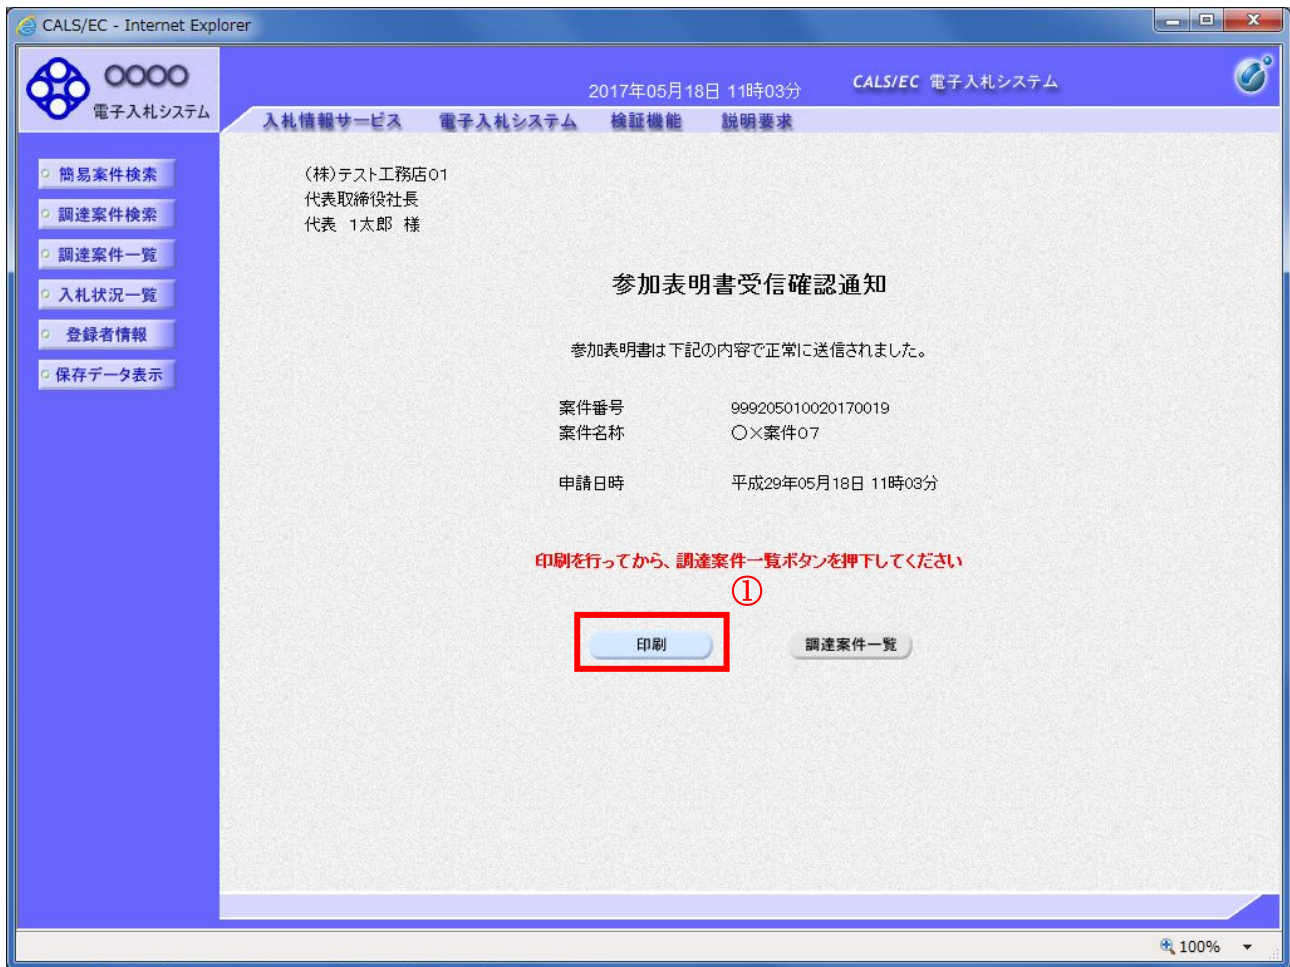 CALS/EC - Internet Explorer
○○○○
電子入札システム
2017年05月18日 11時03分
CALS/EC 電子入札システム
入札情報サービス 電子入札システム 検証機能 説明要求
簡易案件検索
調達案件検索
調達案件一覧
入札状況一覧
登録者情報
保存データ表示
(株)テスト工務店01
代表取締役社長
代表 1太郎 様
参加表明書受信確認通知
参加表明書は下記の内容で正常に送信されました。
案件番号 999205010020170019
案件名称 ○×案件07
申請日時 平成29年05月18日 11時03分
印刷を行ってから、調達案件一覧ボタンを押下してください
①
印刷 調達案件一覧
100%